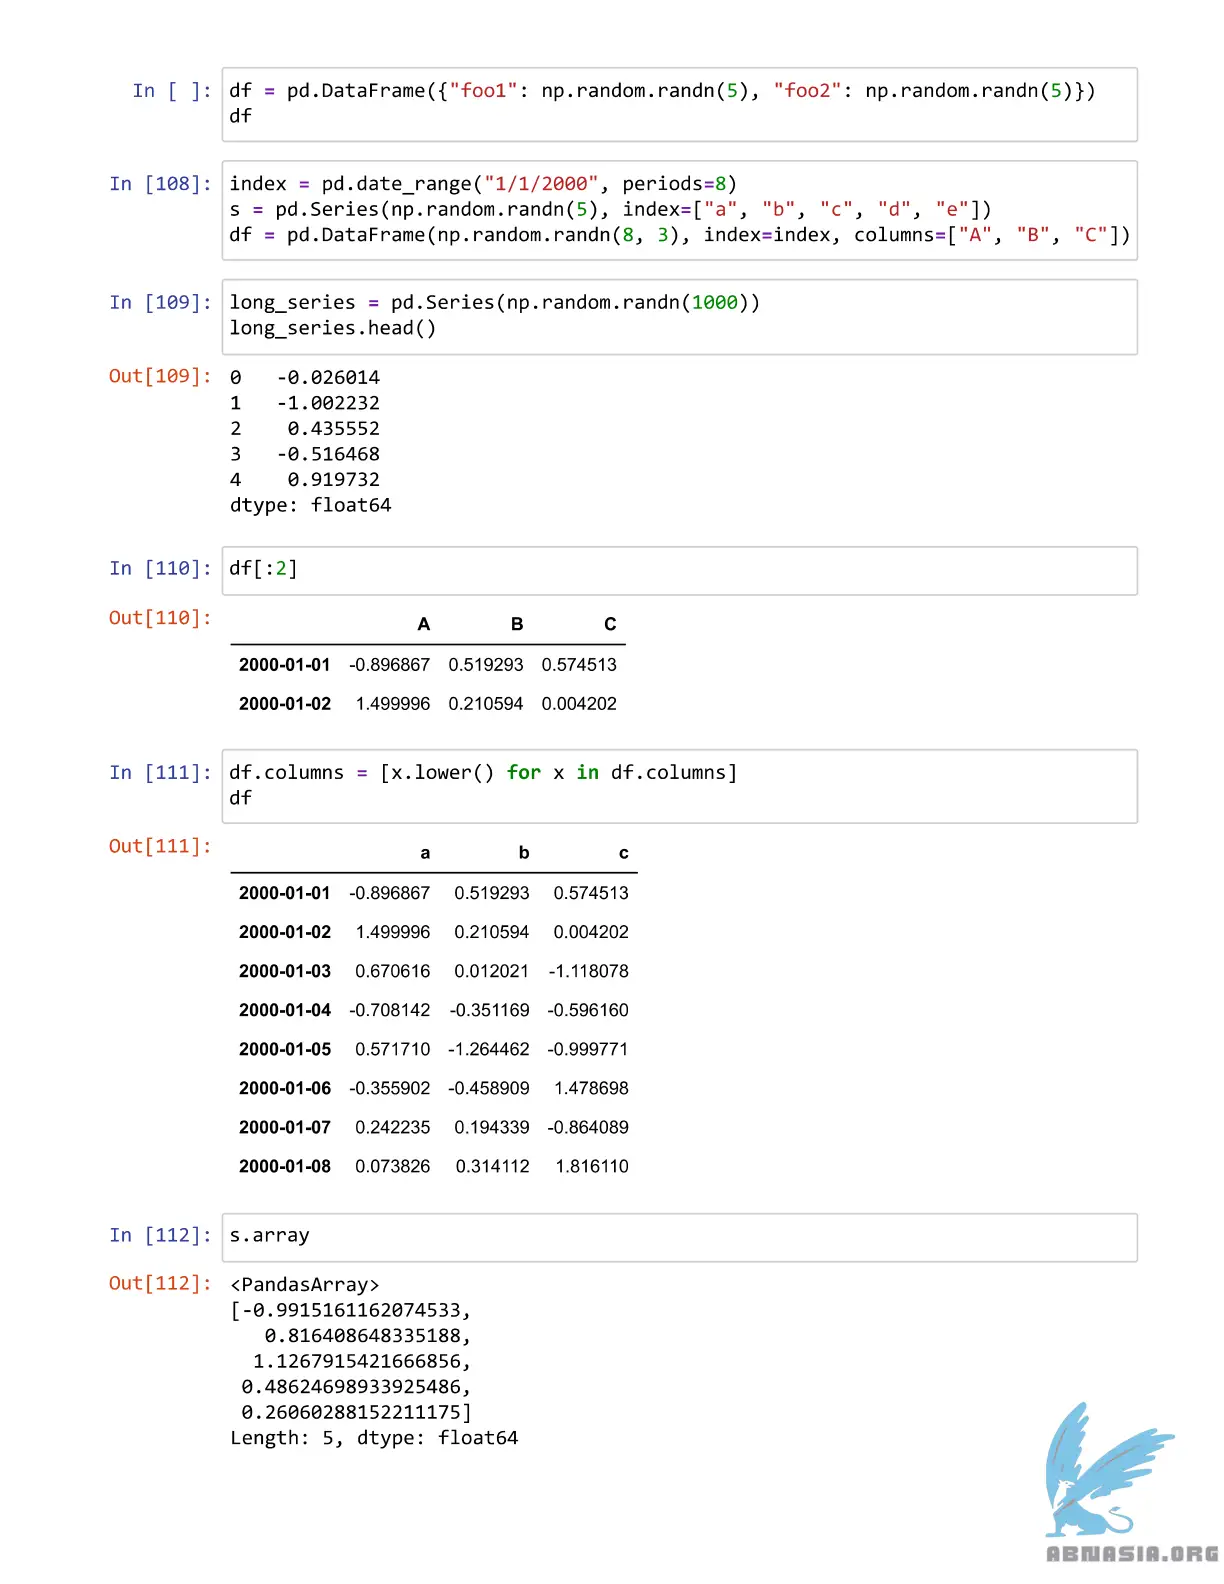 In [ ]: df = pd.DataFrame({"foo1": np.random.randn(5), "foo2": np.random.randn(5)})
df
In [108]: index = pd.date_range("1/1/2000", periods=8)
s = pd.Series(np.random.randn(5), index=["a", "b", "c", "d", "e"])
df = pd.DataFrame(np.random.randn(8, 3), index=index, columns=["A", "B", "C"])
In [109]: long_series = pd.Series(np.random.randn(1000))
long_series.head()
Out[109]: 0 -0.026014
1 -1.002232
2 0.435552
3 -0.516468
4 0.919732
dtype: float64
In [110]: df[:2]
Out[110]: A B C
2000-01-01 -0.896867 0.519293 0.574513
2000-01-02 1.499996 0.210594 0.004202
In [111]: df.columns = [x.lower() for x in df.columns]
df
Out[111]: a b c
2000-01-01 -0.896867 0.519293 0.574513
2000-01-02 1.499996 0.210594 0.004202
2000-01-03 0.670616 0.012021 -1.118078
2000-01-04 -0.708142 -0.351169 -0.596160
2000-01-05 0.571710 -1.264462 -0.999771
2000-01-06 -0.355902 -0.458909 1.478698
2000-01-07 0.242235 0.194339 -0.864089
2000-01-08 0.073826 0.314112 1.816110
In [112]: s.array
Out[112]: <PandasArray>
[-0.9915161162074533,
0.816408648335188,
1.1267915421666856,
0.48624698933925486,
0.26060288152211175]
Length: 5, dtype: float64
ABNASIA.ORG